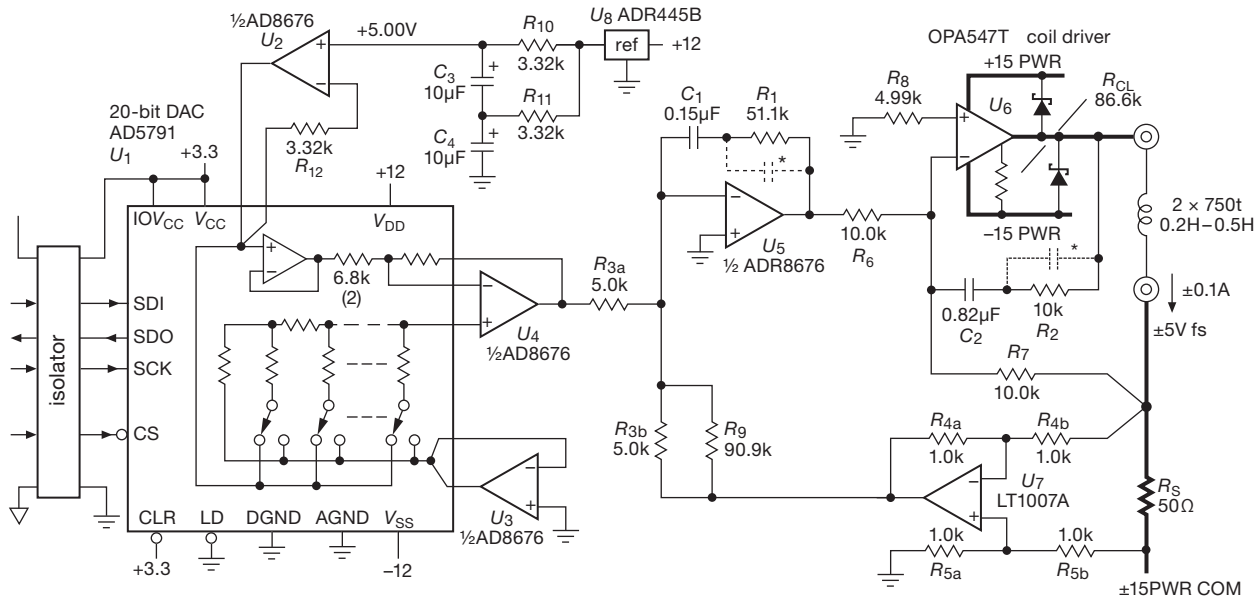 ½AD8676
U2
+5.00V
R10
3.32k
U8 ADR445B
ref
+12
C3
10µF
+
R11
3.32k
C4
10µF
+
3.32k
R12
20-bit DAC
AD5791
U1
+3.3
+12
IOVCC
VCC
VDD
isolator
SDI
SDO
SCK
CS
6.8k
(2)
U4
½AD8676
U3
½AD8676
CLR
LD
DGND
AGND
VSS
+3.3
−12
R3a
5.0k
C1
0.15µF
R1
51.1k
*
U5
½ ADR8676
10.0k
R6
R8
4.99k
OPA547T coil driver
+15 PWR
U6
RCL
86.6k
−15 PWR
*
0.82µF
C2
10k
R2
2 × 750t
0.2H–0.5H
±0.1A
±5V fs
R7
10.0k
R3b
5.0k
R9
90.9k
R4a
1.0k
R4b
1.0k
U7
LT1007A
RS
50Ω
1.0k
R5a
1.0k
R5b
±15PWR COM